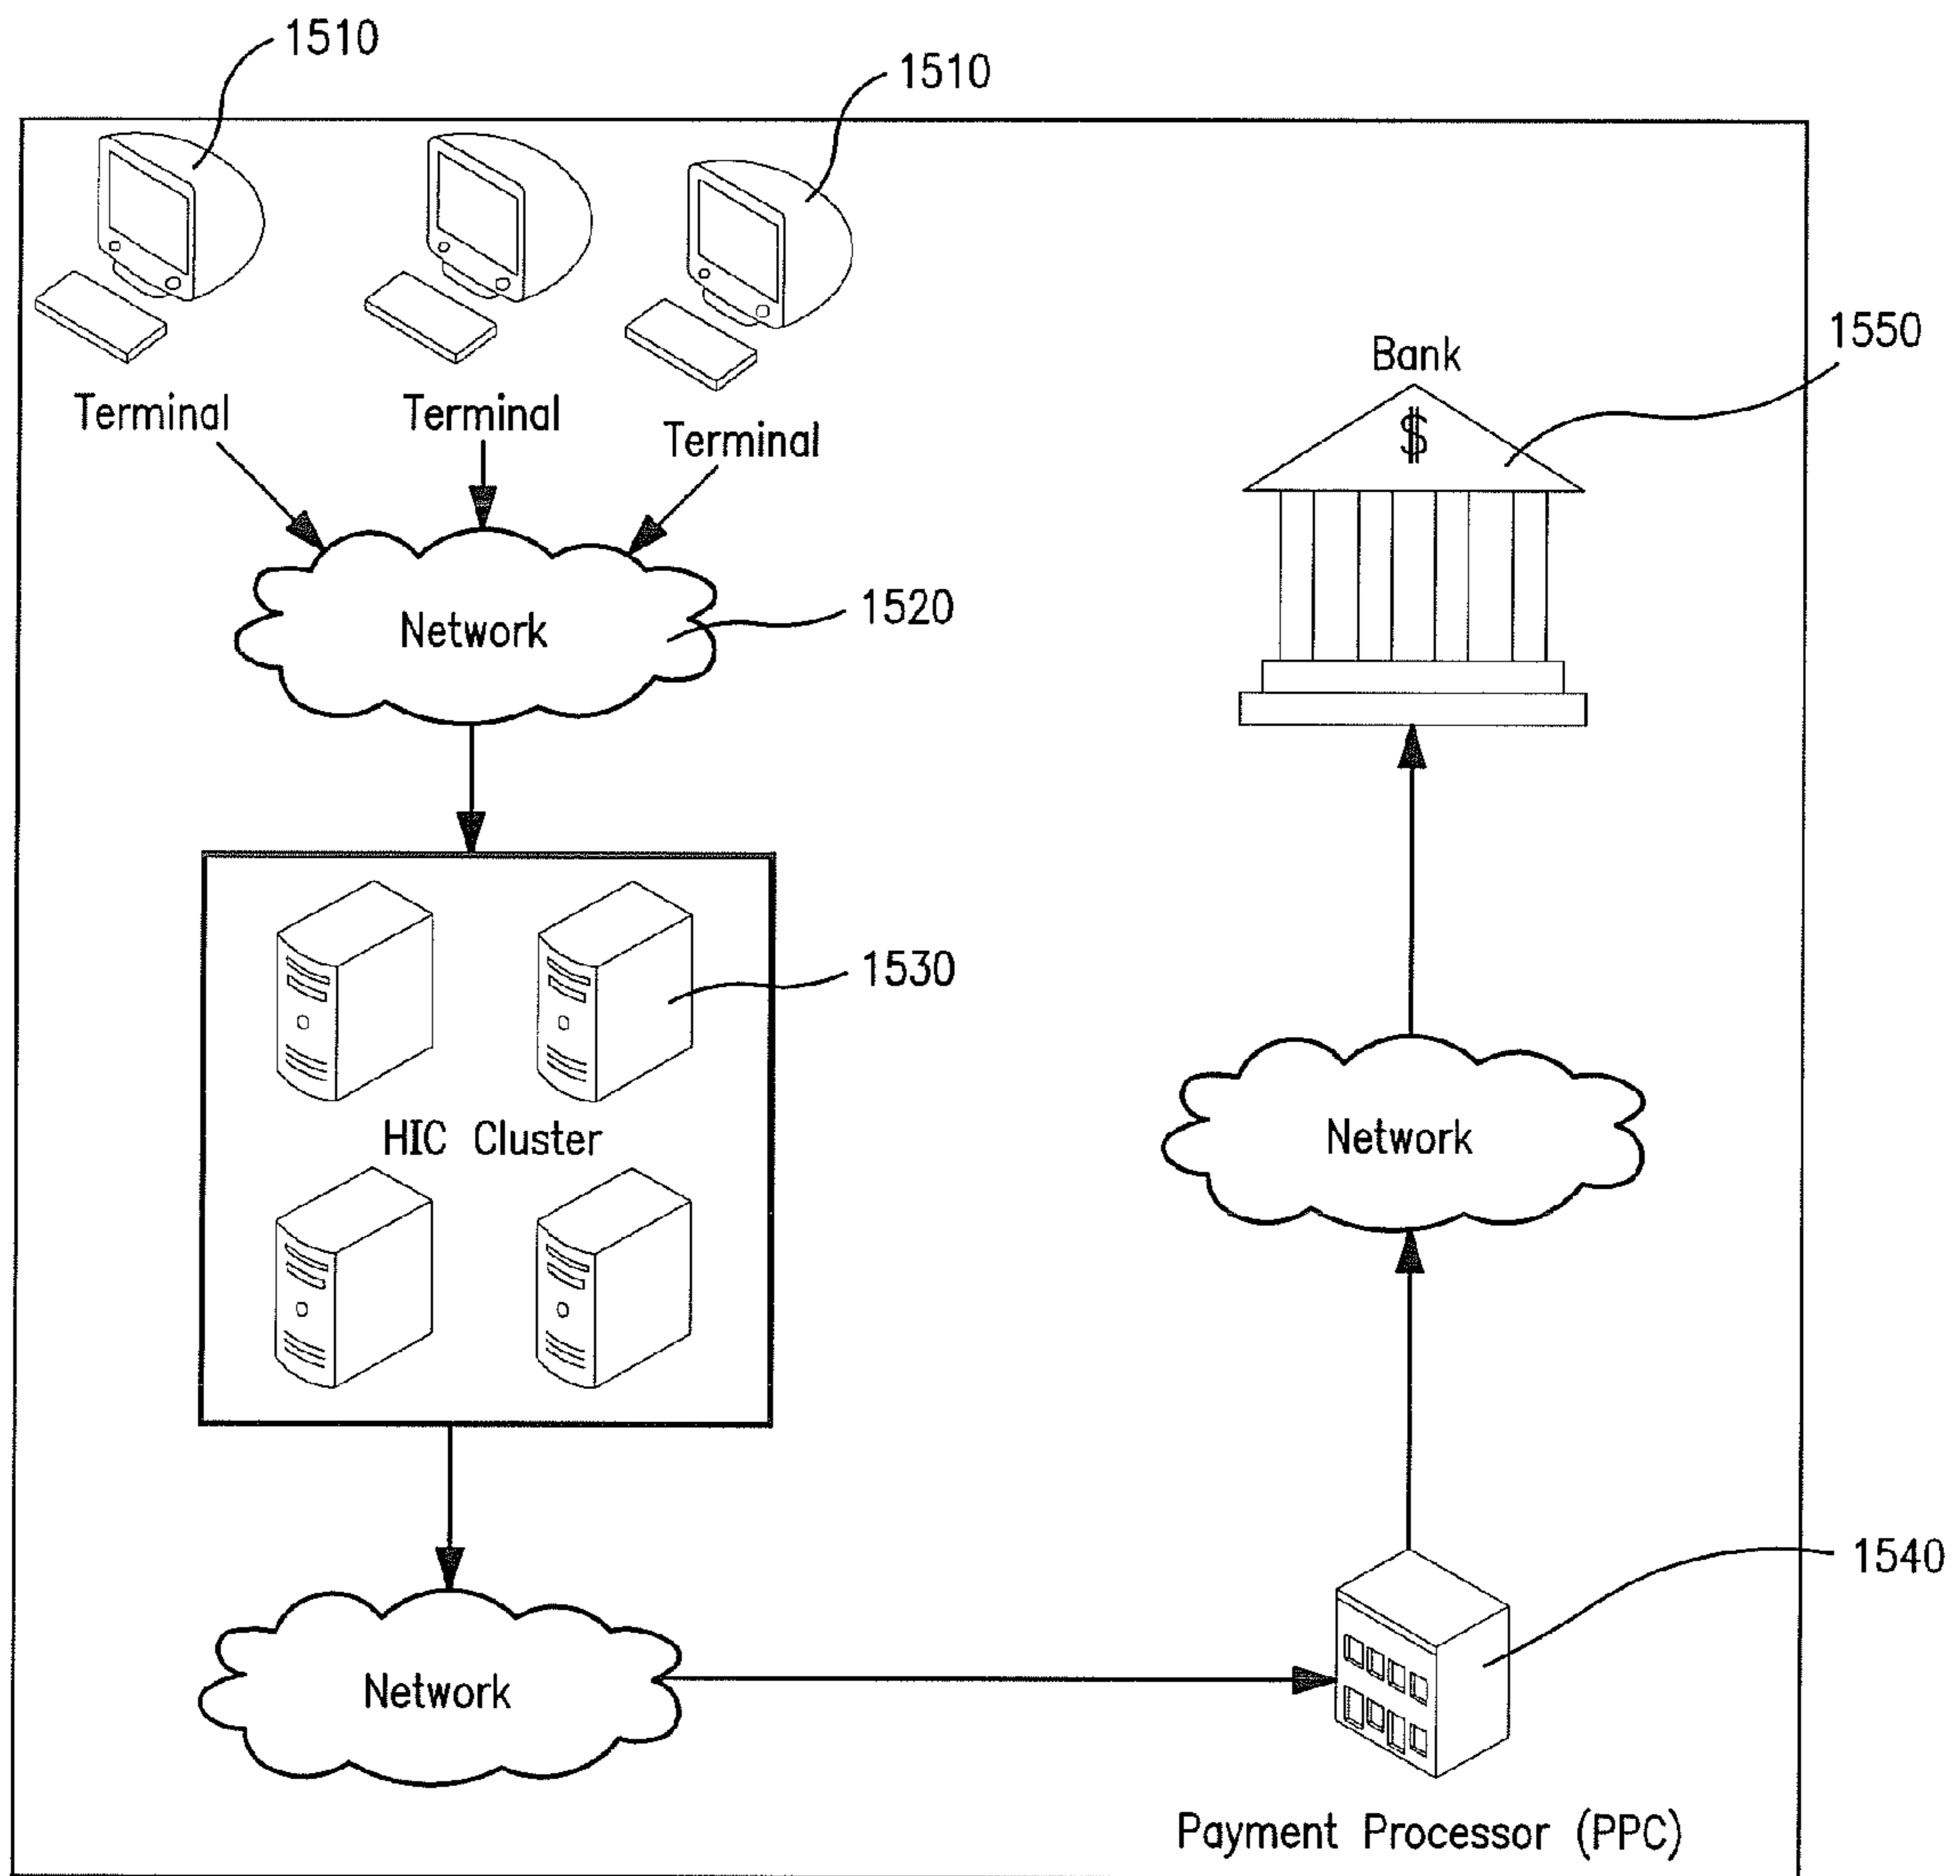 1510
1510
Terminal
Terminal
Terminal
Bank
$
1550
Network
1520
HIC Cluster
1530
Network
Network
1540
Payment Processor (PPC)